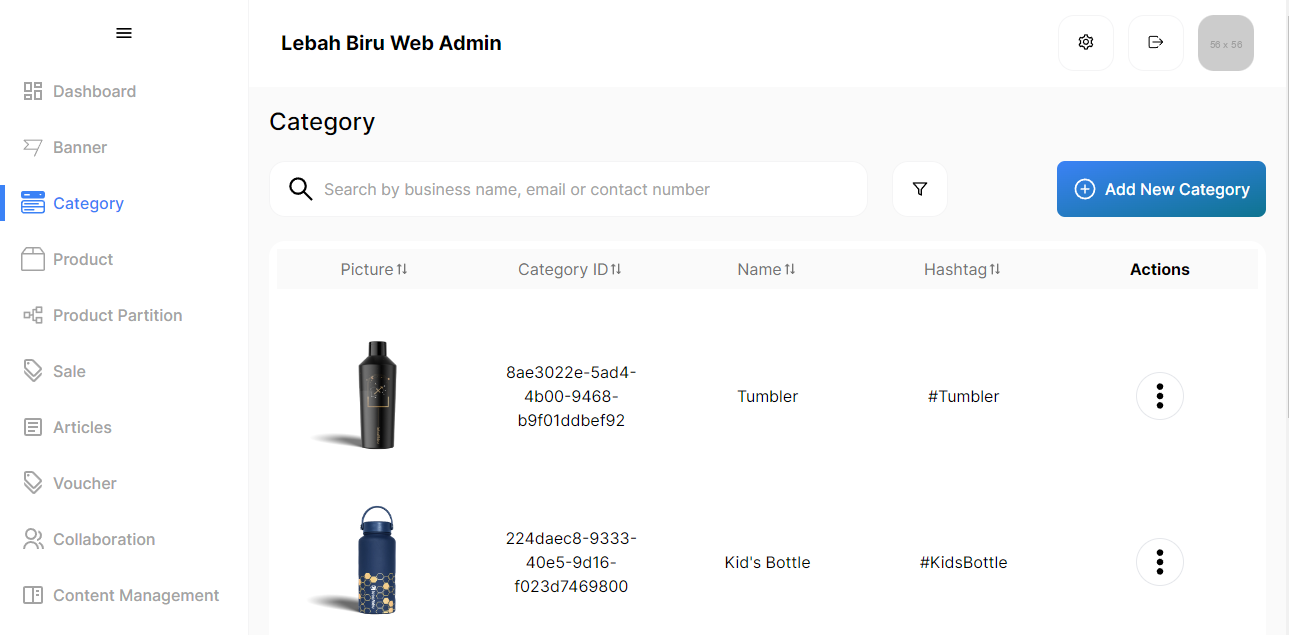 Lebah Biru Web Admin
56 x 56
Dashboard
Banner
Category
Product
Product Partition
Sale
Articles
Voucher
Collaboration
Content Management
Category
Search by business name, email or contact number
Add New Category
Picture Category ID Name Hashtag Actions
8ae3022e-5ad4-
4b00-9468-
b9f01ddbef92
Tumbler
#Tumbler
224daec8-9333-
40e5-9d16-
f023d7469800
Kid's Bottle
#KidsBottle